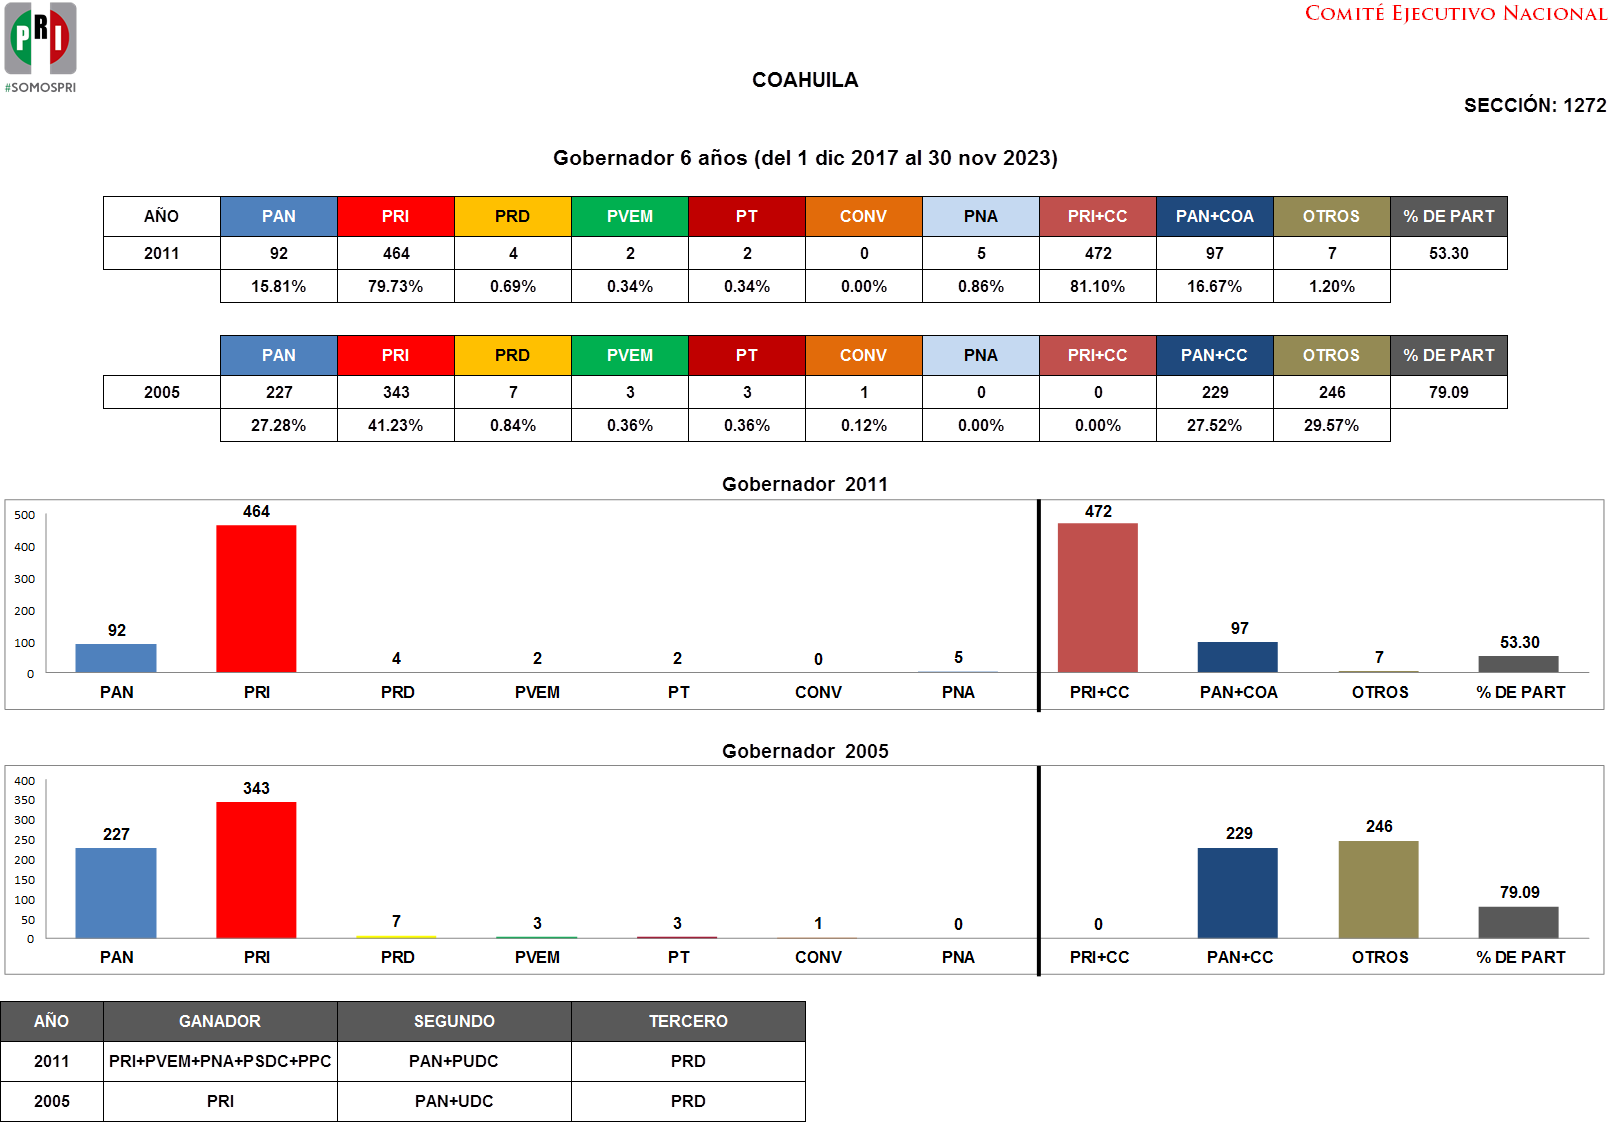 PRI
#SOMOSPRI
COMITÉ EJECUTIVO NACIONAL
COAHUILA
SECCIÓN: 1272
Gobernador 6 años (del 1 dic 2017 al 30 nov 2023)
AÑO PAN PRI PRD PVEM PT CONV PNA PRI+CC PAN+COA OTROS % DE PART
2011 92 464 4 2 2 0 5 472 97 7 53.30
15.81% 79.73% 0.69% 0.34% 0.34% 0.00% 0.86% 81.10% 16.67% 1.20%
PAN PRI PRD PVEM PT CONV PNA PRI+CC PAN+CC OTROS % DE PART
2005 227 343 7 3 3 1 0 0 229 246 79.09
27.28% 41.23% 0.84% 0.36% 0.36% 0.12% 0.00% 0.00% 27.52% 29.57%
Gobernador 2011
500
400
300
200
100
0
92 464 4 2 2 0 5 472 97 7 53.30
PAN PRI PRD PVEM PT CONV PNA PRI+CC PAN+COA OTROS % DE PART
Gobernador 2005
400
350
300
250
200
150
100
50
0
227 343 7 3 3 1 0 0 229 246 79.09
PAN PRI PRD PVEM PT CONV PNA PRI+CC PAN+CC OTROS % DE PART
AÑO GANADOR SEGUNDO TERCERO
2011 PRI+PVEM+PNA+PSDC+PPC PAN+PUDC PRD
2005 PRI PAN+UDC PRD